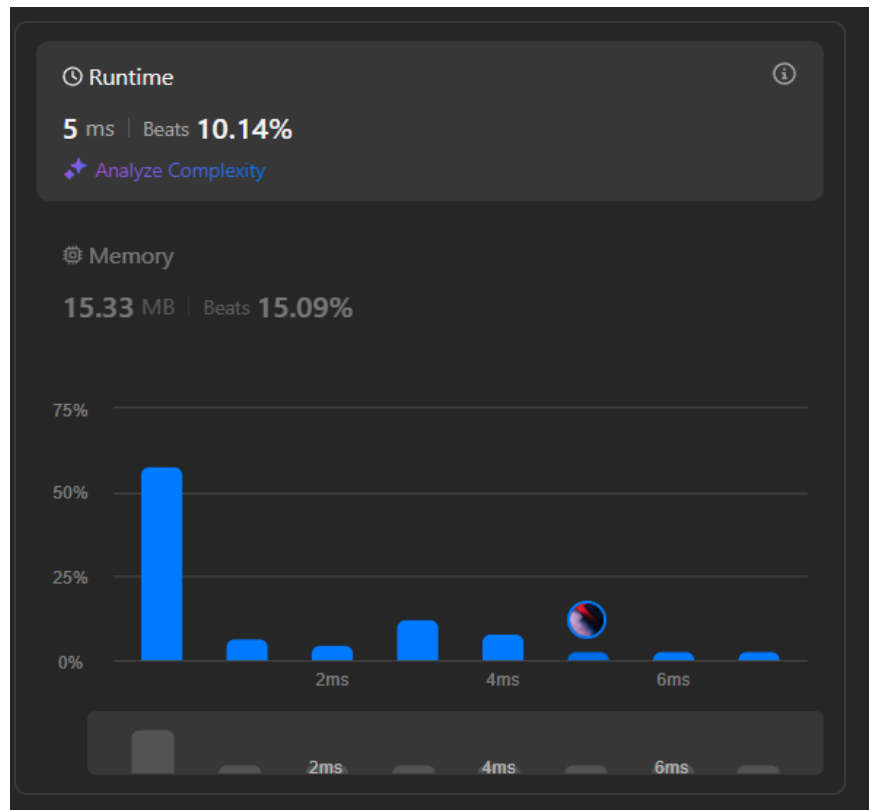 Runtime
5 ms | Beats 10.14%
Analyze Complexity
Memory
15.33 MB | Beats 15.09%
75%
50%
25%
0%
2ms 4ms 6ms
2ms 4ms 6ms